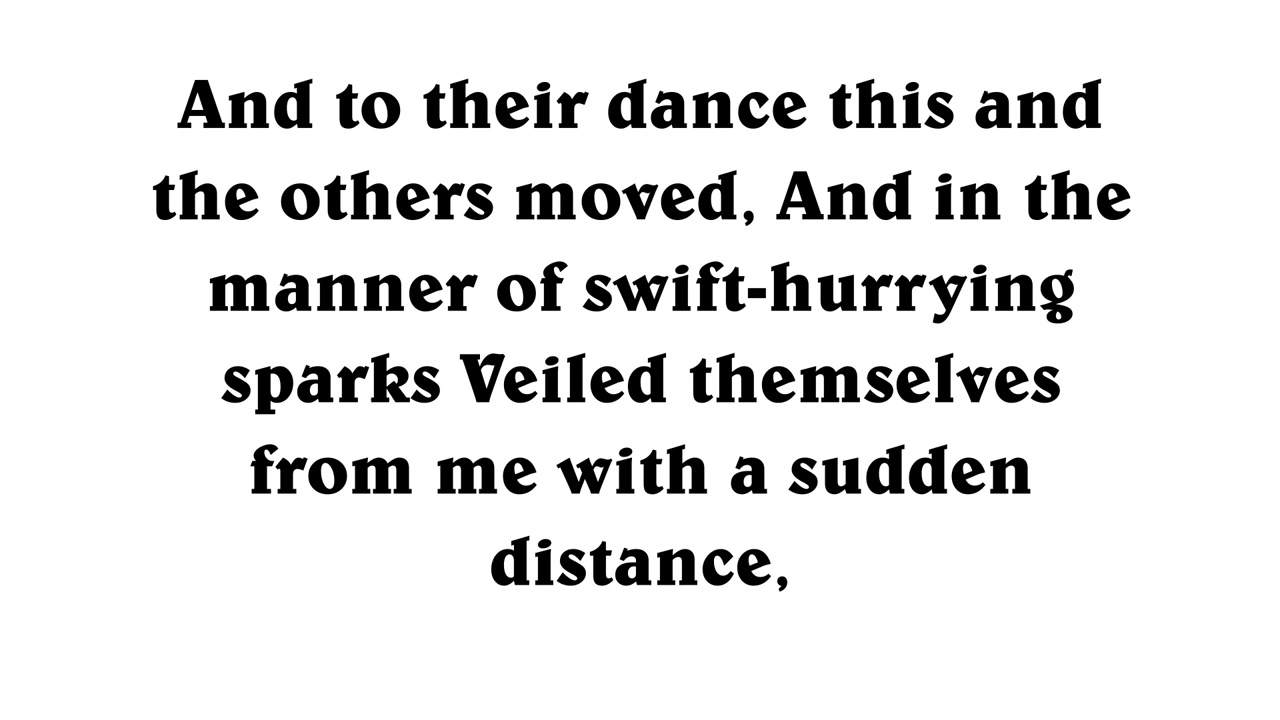 And to their dance this and
the others moved, And in the
manner of swift-hurrying
sparks Veiled themselves
from me with a sudden
distance,